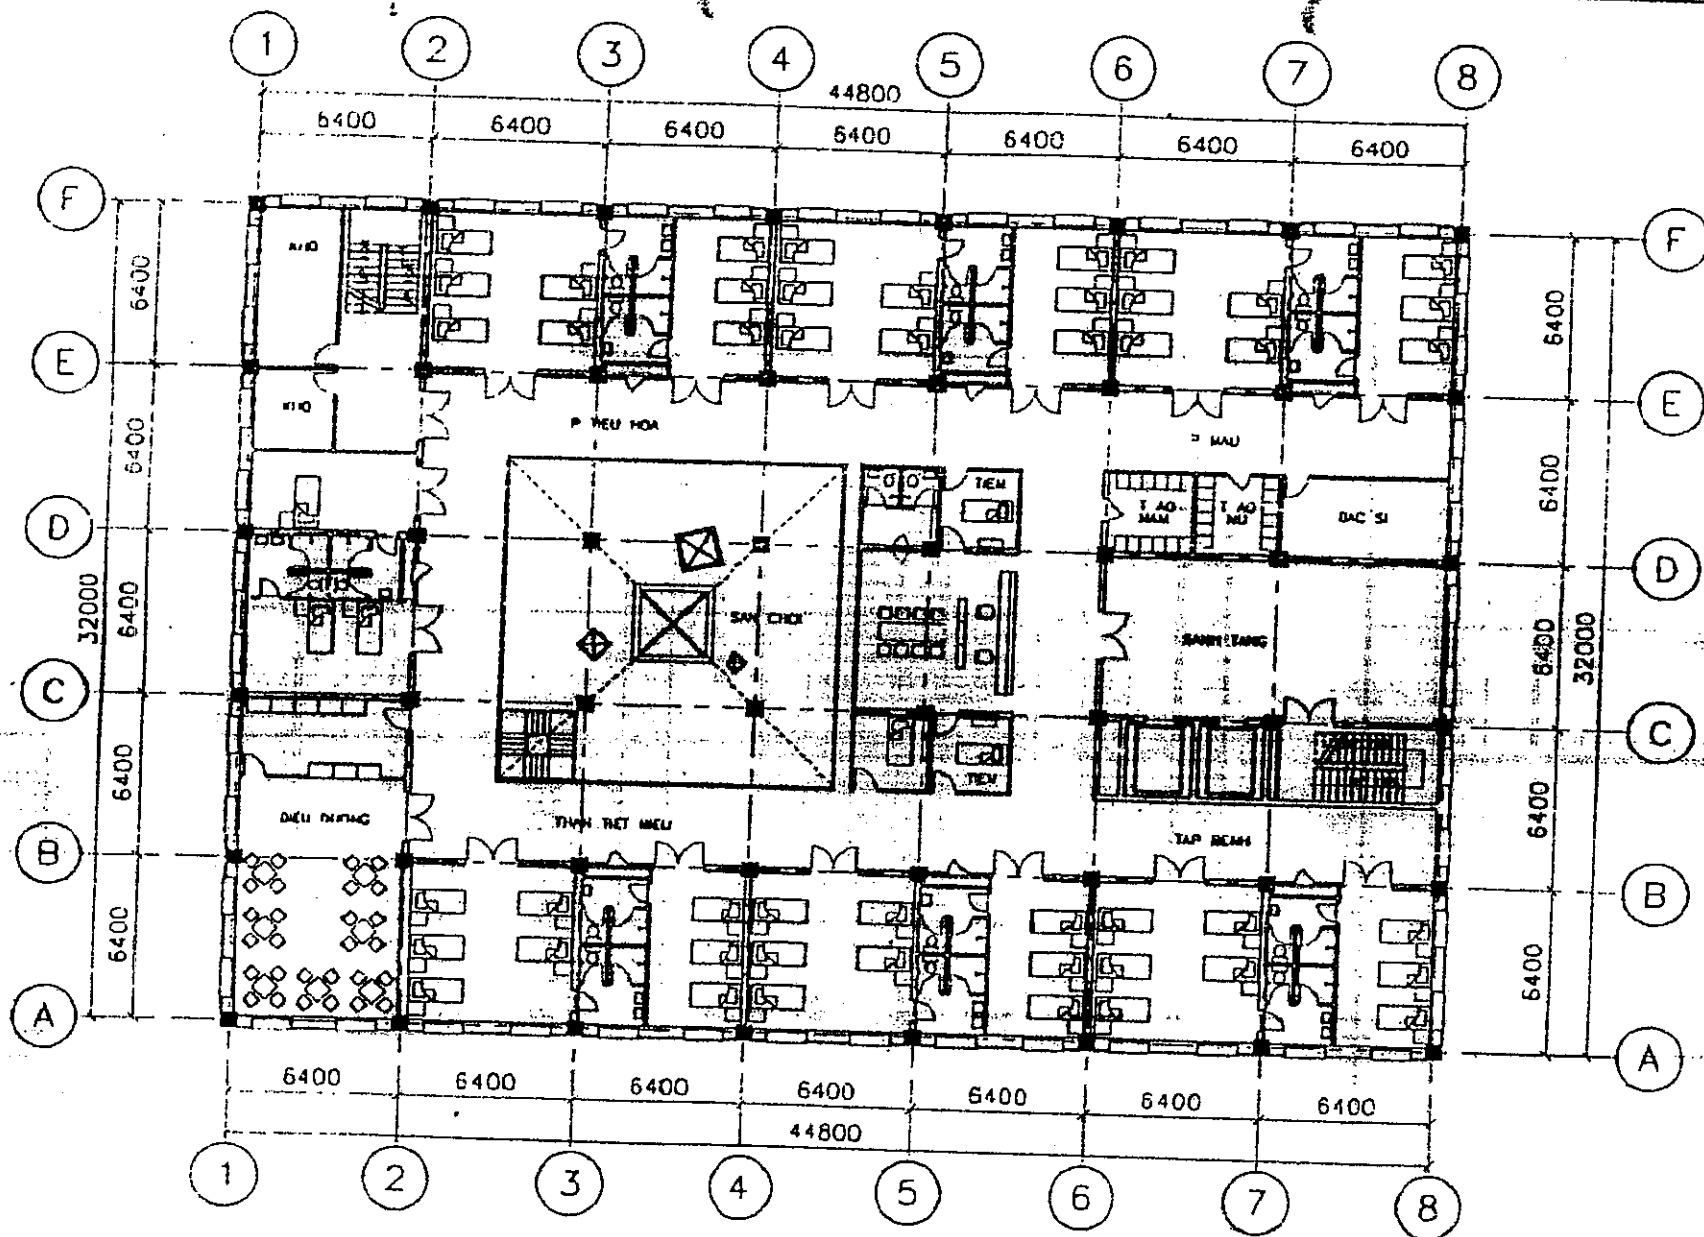 1 2 3 4 5 6 7 8
44800
6400 6400 6400 6400 6400 6400 6400
F F
KHO
6400 6400
E E
KHO
P TIEU HOA
P MAU
6400 6400
TIEM
T AO NAM
T AO NU
BAC SI
D D
32000 6400 6400 32000
SAN CHOI
SANH TANG
C C
6400 6400
TIEM
DIEU DUONG
THAN TIET NIEU
TAP BENH
B B
6400 6400
A A
6400 6400 6400 6400 6400 6400 6400
44800
1 2 3 4 5 6 7 8